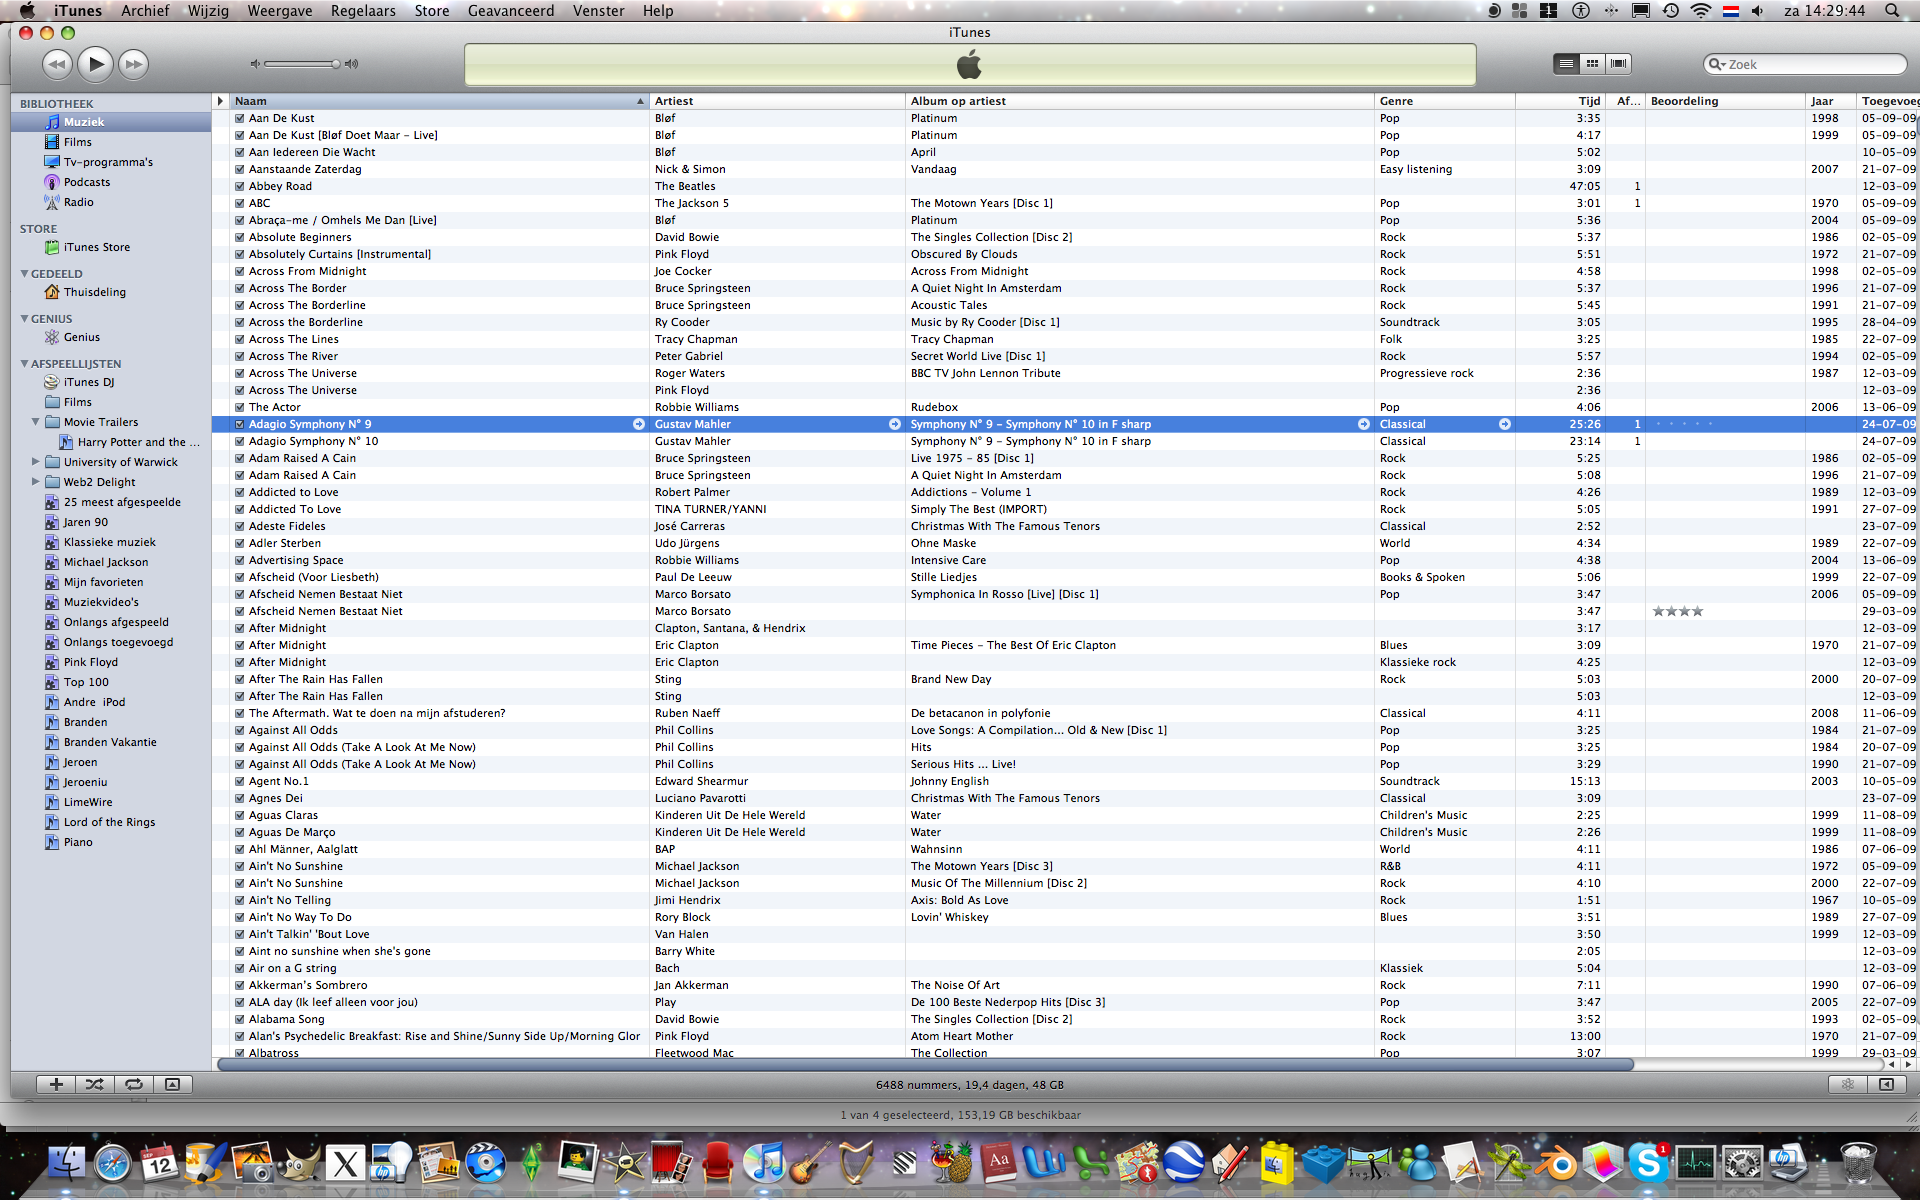 iTunes Archief Wijzig Weergave Regelaars Store Geavanceerd Venster Help 1 za 14:29:44
iTunes
Zoek
BIBLIOTHEEK
Muziek
Films
Tv-programma's
Podcasts
Radio
STORE
iTunes Store
GEDEELD
Thuisdeling
GENIUS
Genius
AFSPEELLIJSTEN
iTunes DJ
Films
Movie Trailers
Harry Potter and the ...
University of Warwick
Web2 Delight
25 meest afgespeelde
Jaren 90
Klassieke muziek
Michael Jackson
Mijn favorieten
Muziekvideo's
Onlangs afgespeeld
Onlangs toegevoegd
Pink Floyd
Top 100
Andre iPod
Branden
Branden Vakantie
Jeroen
Jeroeniu
LimeWire
Lord of the Rings
Piano
Naam Artiest Album op artiest Genre Tijd Af... Beoordeling Jaar Toegevoeg
Aan De Kust Bløf Platinum Pop 3:35 1998 05-09-09
Aan De Kust [Bløf Doet Maar - Live] Bløf Platinum Pop 4:17 1999 05-09-09
Aan Iedereen Die Wacht Bløf April Pop 5:02 10-05-09
Aanstaande Zaterdag Nick & Simon Vandaag Easy listening 3:09 2007 21-07-09
Abbey Road The Beatles 47:05 1 12-03-09
ABC The Jackson 5 The Motown Years [Disc 1] Pop 3:01 1 1970 05-09-09
Abraça-me / Omhels Me Dan [Live] Bløf Platinum Pop 5:36 2004 05-09-09
Absolute Beginners David Bowie The Singles Collection [Disc 2] Rock 5:37 1986 02-05-09
Absolutely Curtains [Instrumental] Pink Floyd Obscured By Clouds Rock 5:51 1972 21-07-09
Across From Midnight Joe Cocker Across From Midnight Rock 4:58 1998 02-05-09
Across The Border Bruce Springsteen A Quiet Night In Amsterdam Rock 5:37 1996 21-07-09
Across The Borderline Bruce Springsteen Acoustic Tales Rock 5:45 1991 21-07-09
Across the Borderline Ry Cooder Music by Ry Cooder [Disc 1] Soundtrack 3:05 1995 28-04-09
Across The Lines Tracy Chapman Tracy Chapman Folk 3:25 1985 22-07-09
Across The River Peter Gabriel Secret World Live [Disc 1] Rock 5:57 1994 02-05-09
Across The Universe Roger Waters BBC TV John Lennon Tribute Progressieve rock 2:36 1987 12-03-09
Across The Universe Pink Floyd 2:36 12-03-09
The Actor Robbie Williams Rudebox Pop 4:06 2006 13-06-09
Adagio Symphony N° 9 Gustav Mahler Symphony N° 9 - Symphony N° 10 in F sharp Classical 25:26 1 24-07-09
Adagio Symphony N° 10 Gustav Mahler Symphony N° 9 - Symphony N° 10 in F sharp Classical 23:14 1 24-07-09
Adam Raised A Cain Bruce Springsteen Live 1975 - 85 [Disc 1] Rock 5:25 1986 02-05-09
Adam Raised A Cain Bruce Springsteen A Quiet Night In Amsterdam Rock 5:08 1996 21-07-09
Addicted to Love Robert Palmer Addictions - Volume 1 Rock 4:26 1989 12-03-09
Addicted To Love TINA TURNER/YANNI Simply The Best (IMPORT) Rock 5:05 1991 27-07-09
Adeste Fideles José Carreras Christmas With The Famous Tenors Classical 2:52 23-07-09
Adler Sterben Udo Jürgens Ohne Maske World 4:34 1989 22-07-09
Advertising Space Robbie Williams Intensive Care Pop 4:38 2004 13-06-09
Afscheid (Voor Liesbeth) Paul De Leeuw Stille Liedjes Books & Spoken 5:06 1999 22-07-09
Afscheid Nemen Bestaat Niet Marco Borsato Symphonica In Rosso [Live] [Disc 1] Pop 3:47 2006 05-09-09
Afscheid Nemen Bestaat Niet Marco Borsato 3:47 ★★★★ 29-03-09
After Midnight Clapton, Santana, & Hendrix 3:17 12-03-09
After Midnight Eric Clapton Time Pieces - The Best Of Eric Clapton Blues 3:09 1970 21-07-09
After Midnight Eric Clapton Klassieke rock 4:25 12-03-09
After The Rain Has Fallen Sting Brand New Day Rock 5:03 2000 20-07-09
After The Rain Has Fallen Sting 5:03 12-03-09
The Aftermath. Wat te doen na mijn afstuderen? Ruben Naeff De betacanon in polyfonie Classical 4:11 2008 11-06-09
Against All Odds Phil Collins Love Songs: A Compilation... Old & New [Disc 1] Pop 3:25 1984 21-07-09
Against All Odds (Take A Look At Me Now) Phil Collins Hits Pop 3:25 1984 20-07-09
Against All Odds (Take A Look At Me Now) Phil Collins Serious Hits ... Live! Pop 3:29 1990 21-07-09
Agent No.1 Edward Shearmur Johnny English Soundtrack 15:13 2003 10-05-09
Agnes Dei Luciano Pavarotti Christmas With The Famous Tenors Classical 3:09 23-07-09
Aguas Claras Kinderen Uit De Hele Wereld Water Children's Music 2:25 1999 11-08-09
Aguas De Março Kinderen Uit De Hele Wereld Water Children's Music 2:26 1999 11-08-09
Ahl Männer, Aalglatt BAP Wahnsinn World 4:11 1986 07-06-09
Ain't No Sunshine Michael Jackson The Motown Years [Disc 3] R&B 4:11 1972 05-09-09
Ain't No Sunshine Michael Jackson Music Of The Millennium [Disc 2] Rock 4:10 2000 22-07-09
Ain't No Telling Jimi Hendrix Axis: Bold As Love Rock 1:51 1967 10-05-09
Ain't No Way To Do Rory Block Lovin' Whiskey Blues 3:51 1989 27-07-09
Ain't Talkin' 'Bout Love Van Halen 3:50 1999 12-03-09
Aint no sunshine when she's gone Barry White 2:05 12-03-09
Air on a G string Bach Klassiek 5:04 12-03-09
Akkerman's Sombrero Jan Akkerman The Noise Of Art Rock 7:11 1990 07-06-09
ALA day (Ik leef alleen voor jou) Play De 100 Beste Nederpop Hits [Disc 3] Pop 3:47 2005 22-07-09
Alabama Song David Bowie The Singles Collection [Disc 2] Rock 3:52 1993 02-05-09
Alan's Psychedelic Breakfast: Rise and Shine/Sunny Side Up/Morning Glor Pink Floyd Atom Heart Mother Rock 13:00 1970 21-07-09
Albatross Fleetwood Mac The Collection Pop 3:07 1999 29-03-09
6488 nummers, 19,4 dagen, 48 GB
1 van 4 geselecteerd, 153,19 GB beschikbaar
SEP
12
X
hp
3
Aa
1
hp